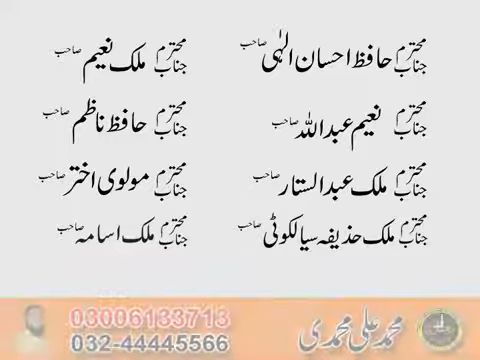 محترم جناب حافظ احسان الٰہی صاحب
محترم جناب ملک نعیم صاحب
محترم جناب نعیم عبداللہ صاحب
محترم جناب حافظ ناظم صاحب
محترم جناب ملک عبدالستار صاحب
محترم جناب مولوی اختر صاحب
محترم جناب ملک حذیفہ سیالکوٹی صاحب
محترم جناب ملک اسامہ صاحب
محمد علی محمدی
03006133713
032-44445566